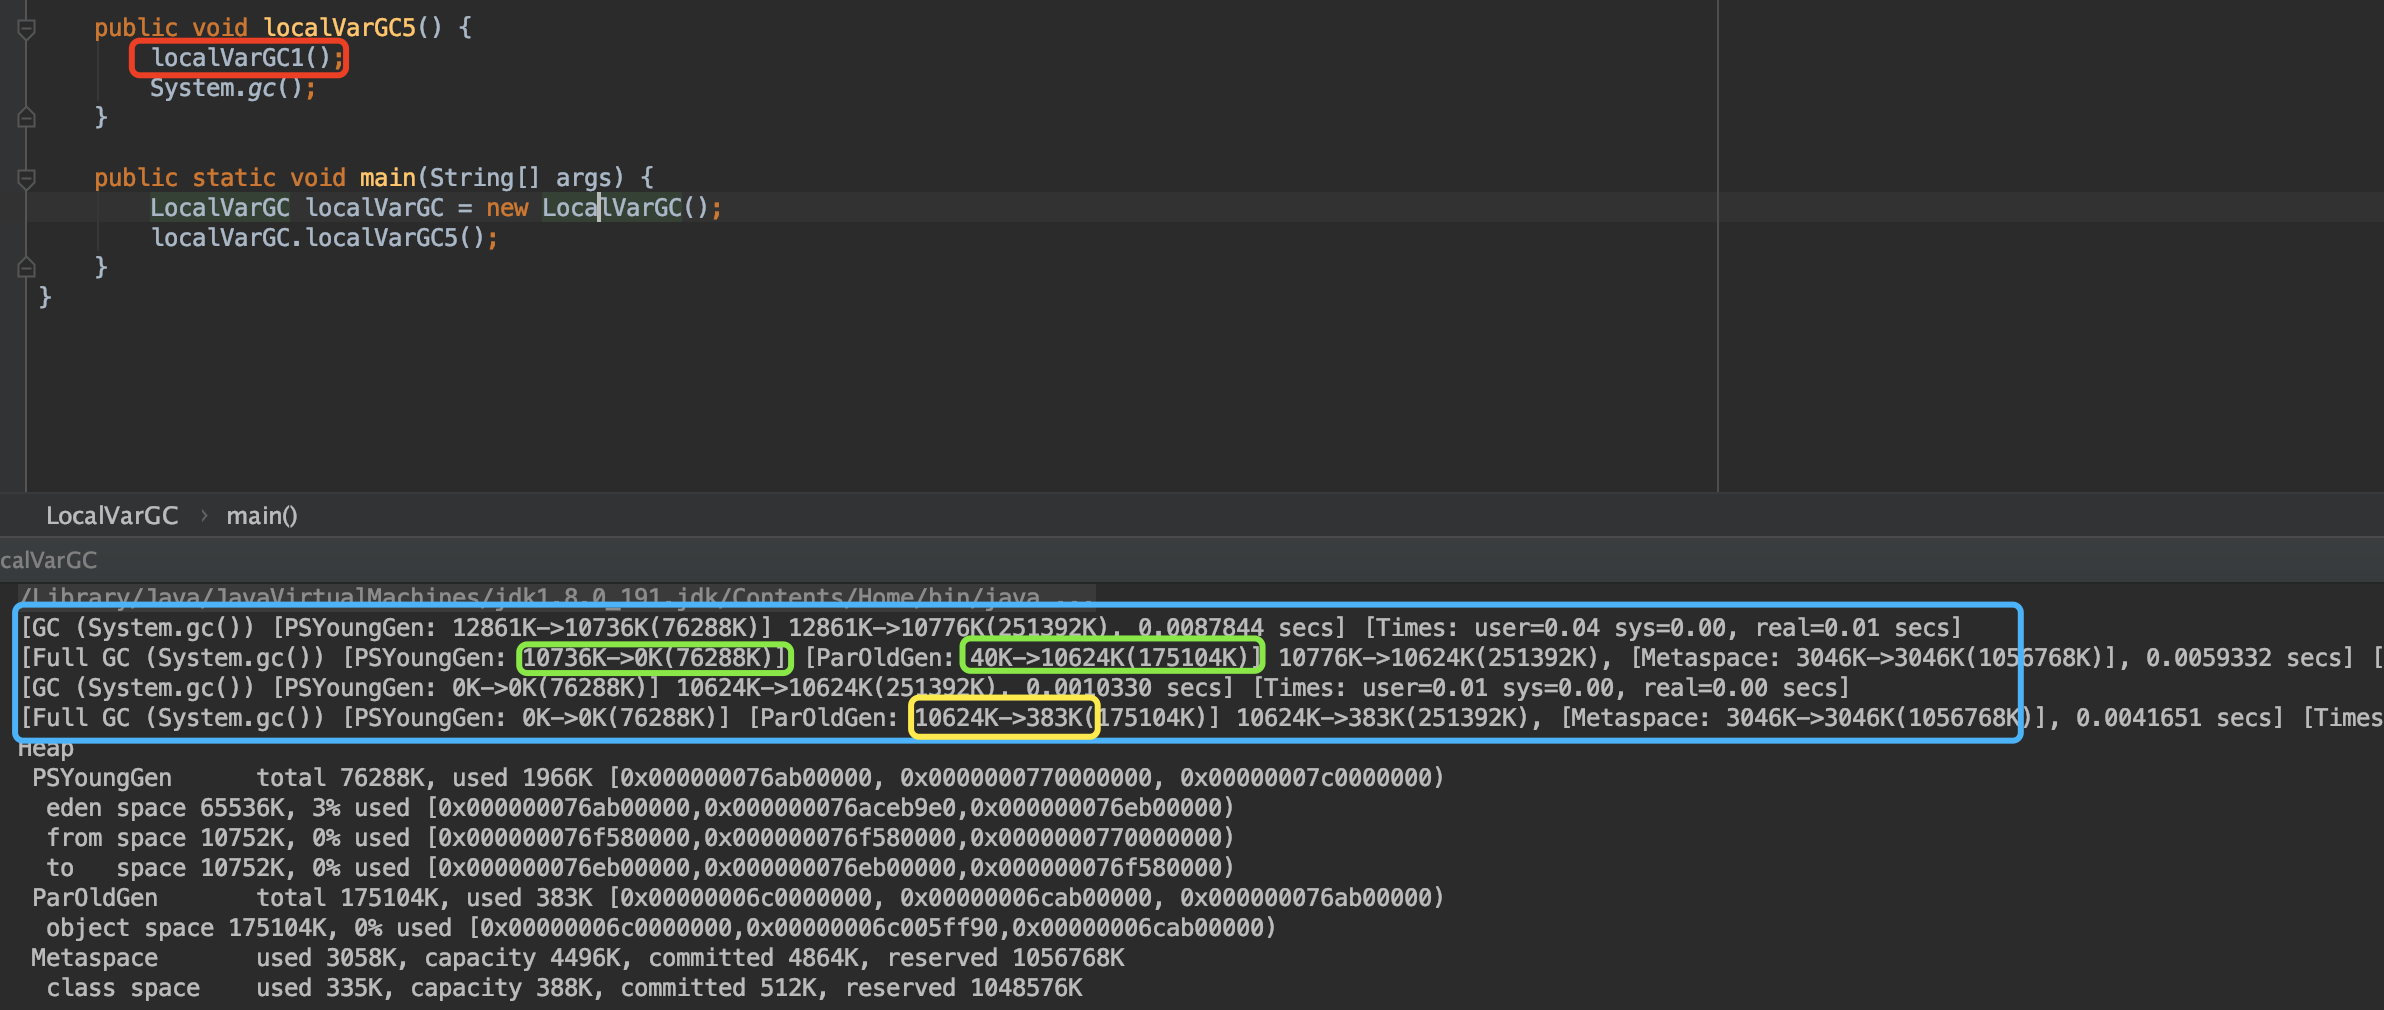 public void localVarGC5() {
localVarGC1();
System.gc();
}
public static void main(String[] args) {
LocalVarGC localVarGC = new LocalVarGC();
localVarGC.localVarGC5();
}
}
LocalVarGC › main()
calVarGC
/Library/Java/JavaVirtualMachines/jdk1.8.0_191.jdk/Contents/Home/bin/java ...
[GC (System.gc()) [PSYoungGen: 12861K->10736K(76288K)] 12861K->10776K(251392K), 0.0087844 secs] [Times: user=0.04 sys=0.00, real=0.01 secs]
[Full GC (System.gc()) [PSYoungGen: 10736K->0K(76288K)] [ParOldGen: 40K->10624K(175104K)] 10776K->10624K(251392K), [Metaspace: 3046K->3046K(1056768K)], 0.0059332 secs] [
[GC (System.gc()) [PSYoungGen: 0K->0K(76288K)] 10624K->10624K(251392K), 0.0010330 secs] [Times: user=0.01 sys=0.00, real=0.00 secs]
[Full GC (System.gc()) [PSYoungGen: 0K->0K(76288K)] [ParOldGen: 10624K->383K(175104K)] 10624K->383K(251392K), [Metaspace: 3046K->3046K(1056768K)], 0.0041651 secs] [Times
Heap
PSYoungGen total 76288K, used 1966K [0x000000076ab00000, 0x0000000770000000, 0x00000007c0000000)
eden space 65536K, 3% used [0x000000076ab00000,0x000000076aceb9e0,0x000000076eb00000)
from space 10752K, 0% used [0x000000076f580000,0x000000076f580000,0x0000000770000000)
to space 10752K, 0% used [0x000000076eb00000,0x000000076eb00000,0x000000076f580000)
ParOldGen total 175104K, used 383K [0x00000006c0000000, 0x00000006cab00000, 0x000000076ab00000)
object space 175104K, 0% used [0x00000006c0000000,0x00000006c005ff90,0x00000006cab00000)
Metaspace used 3058K, capacity 4496K, committed 4864K, reserved 1056768K
class space used 335K, capacity 388K, committed 512K, reserved 1048576K